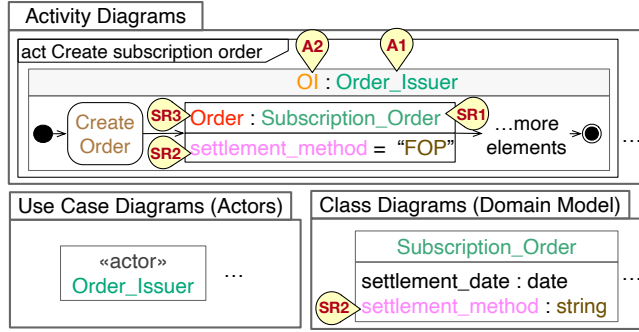 Activity Diagrams
act Create subscription order
A2
A1
OI : Order_Issuer
Create
Order
SR3
Order : Subscription_Order
SR1
SR2
settlement_method = “FOP”
…more
elements
…
Use Case Diagrams (Actors)
«actor»
Order_Issuer
…
Class Diagrams (Domain Model)
Subscription_Order
settlement_date : date
SR2
settlement_method : string
…